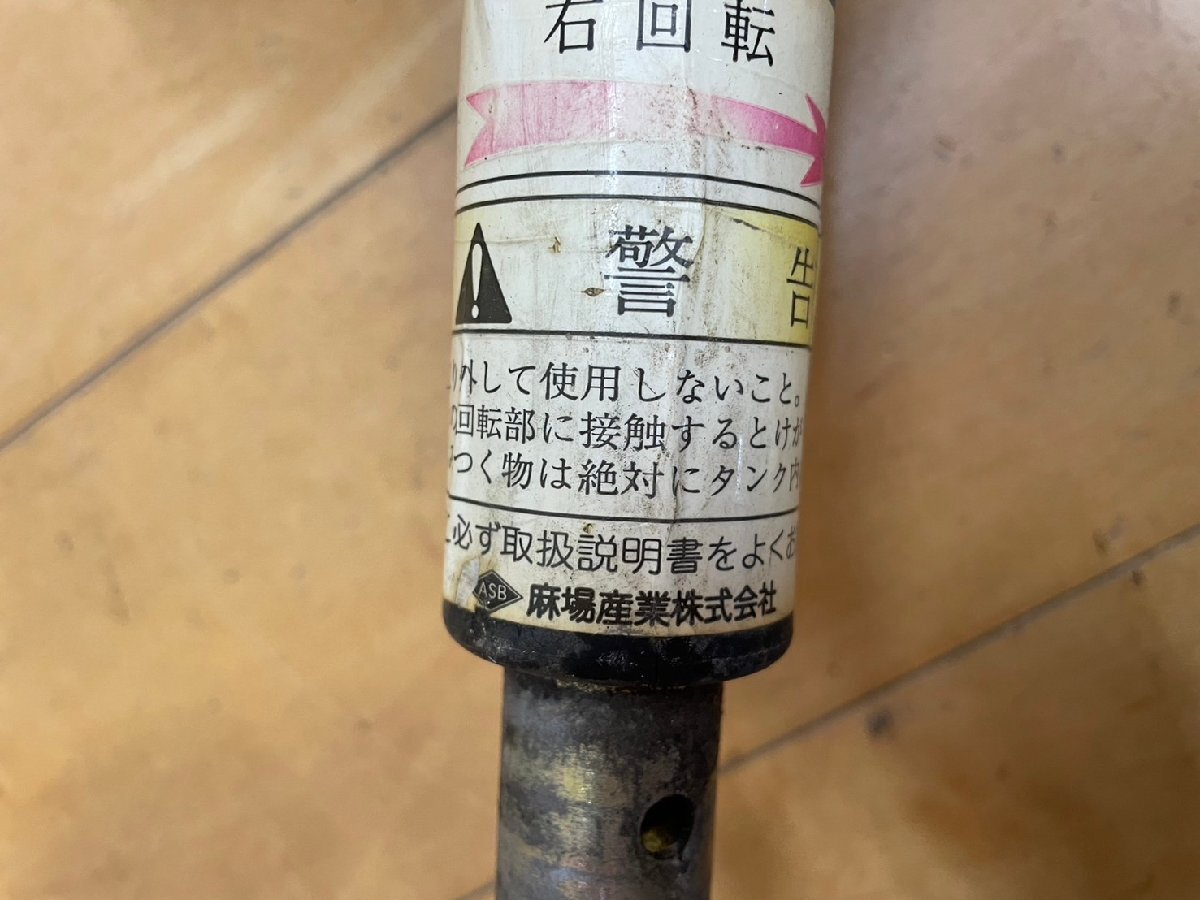 右回転
警告
り外して使用しないこと。
の回転部に接触するとけが
つく物は絶対にタンク内
必ず取扱説明書をよくお
ASB 麻場産業株式会社